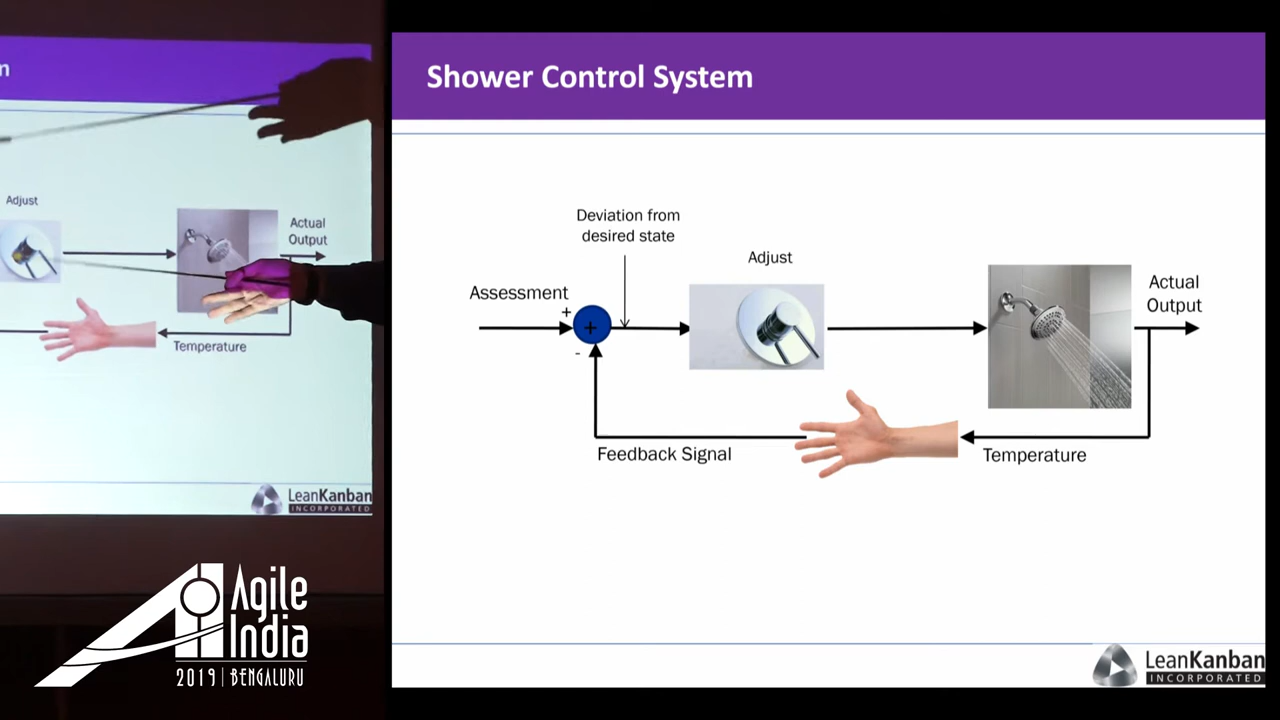 n
Adjust
Actual
Output
Temperature
LeanKanban
INCORPORATED
Agile
India
2019 | BENGALURU
Shower Control System
Deviation from
desired state
Adjust
Assessment
+
+
-
Actual
Output
Feedback Signal
Temperature
LeanKanban
INCORPORATED